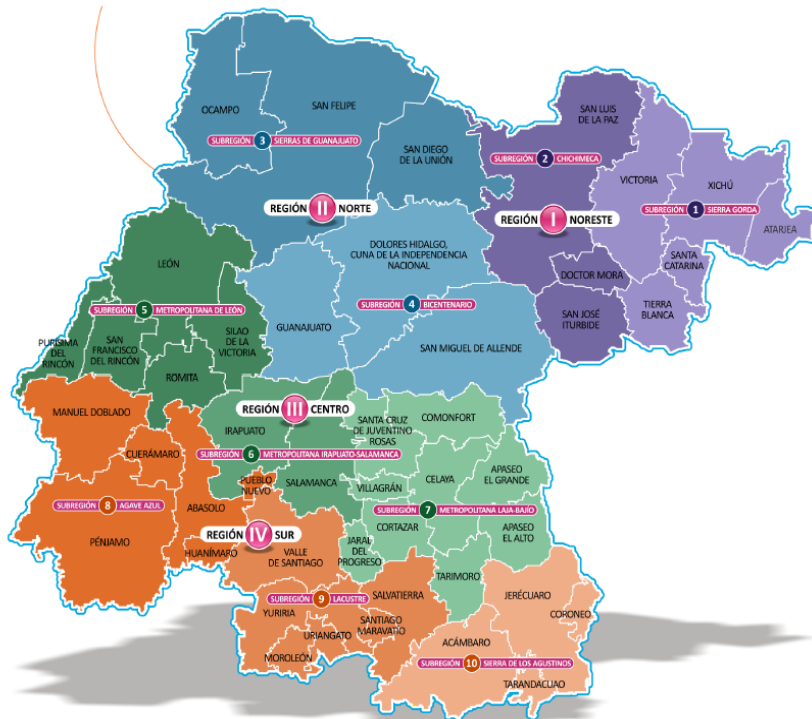 OCAMPO
SAN FELIPE
SUBREGIÓN 3 SIERRAS DE GUANAJUATO
SAN DIEGO
DE LA UNIÓN
REGIÓN II NORTE
SAN LUIS
DE LA PAZ
SUBREGIÓN 2 CHICHIMECA
VICTORIA
XICHÚ
SUBREGIÓN 1 SIERRA GORDA
REGIÓN I NORESTE
ATARJEA
SANTA
CATARINA
DOCTOR MORA
TIERRA
BLANCA
SAN JOSÉ
ITURBIDE
DOLORES HIDALGO,
CUNA DE LA INDEPENDENCIA
NACIONAL
SUBREGIÓN 4 BICENTENARIO
GUANAJUATO
SAN MIGUEL DE ALLENDE
LEÓN
SUBREGIÓN 5 METROPOLITANA DE LEÓN
PURÍSIMA
DEL
RINCÓN
SAN
FRANCISCO
DEL RINCÓN
SILAO
DE LA
VICTORIA
ROMITA
REGIÓN III CENTRO
IRAPUATO
SUBREGIÓN 6 METROPOLITANA IRAPUATO-SALAMANCA
SALAMANCA
SANTA CRUZ
DE JUVENTINO
ROSAS
COMONFORT
VILLAGRÁN
CELAYA
APASEO
EL GRANDE
SUBREGIÓN 7 METROPOLITANA LAJA-BAJÍO
CORTAZAR
APASEO
EL ALTO
JARAL
DEL
PROGRESO
TARIMORO
MANUEL DOBLADO
CUERÁMARO
PUEBLO
NUEVO
SUBREGIÓN 8 AGAVE AZUL
ABASOLO
PÉNJAMO
HUANÍMARO
REGIÓN IV SUR
VALLE
DE SANTIAGO
SUBREGIÓN 9 LACUSTRE
SALVATIERRA
YURIRIA
SANTIAGO
MARAVATÍO
URIANGATO
MOROLEÓN
JERÉCUARO
CORONEO
ACÁMBARO
SUBREGIÓN 10 SIERRA DE LOS AGUSTINOS
TARANDACUAO